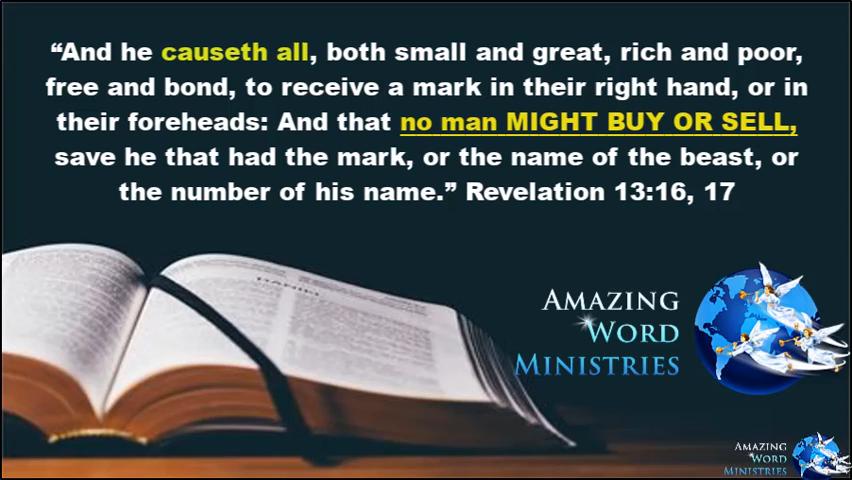 “And he causeth all, both small and great, rich and poor,
free and bond, to receive a mark in their right hand, or in
their foreheads: And that no man MIGHT BUY OR SELL,
save he that had the mark, or the name of the beast, or
the number of his name.” Revelation 13:16, 17
DANIEL
AMAZING
WORD
MINISTRIES
AMAZING
WORD
MINISTRIES